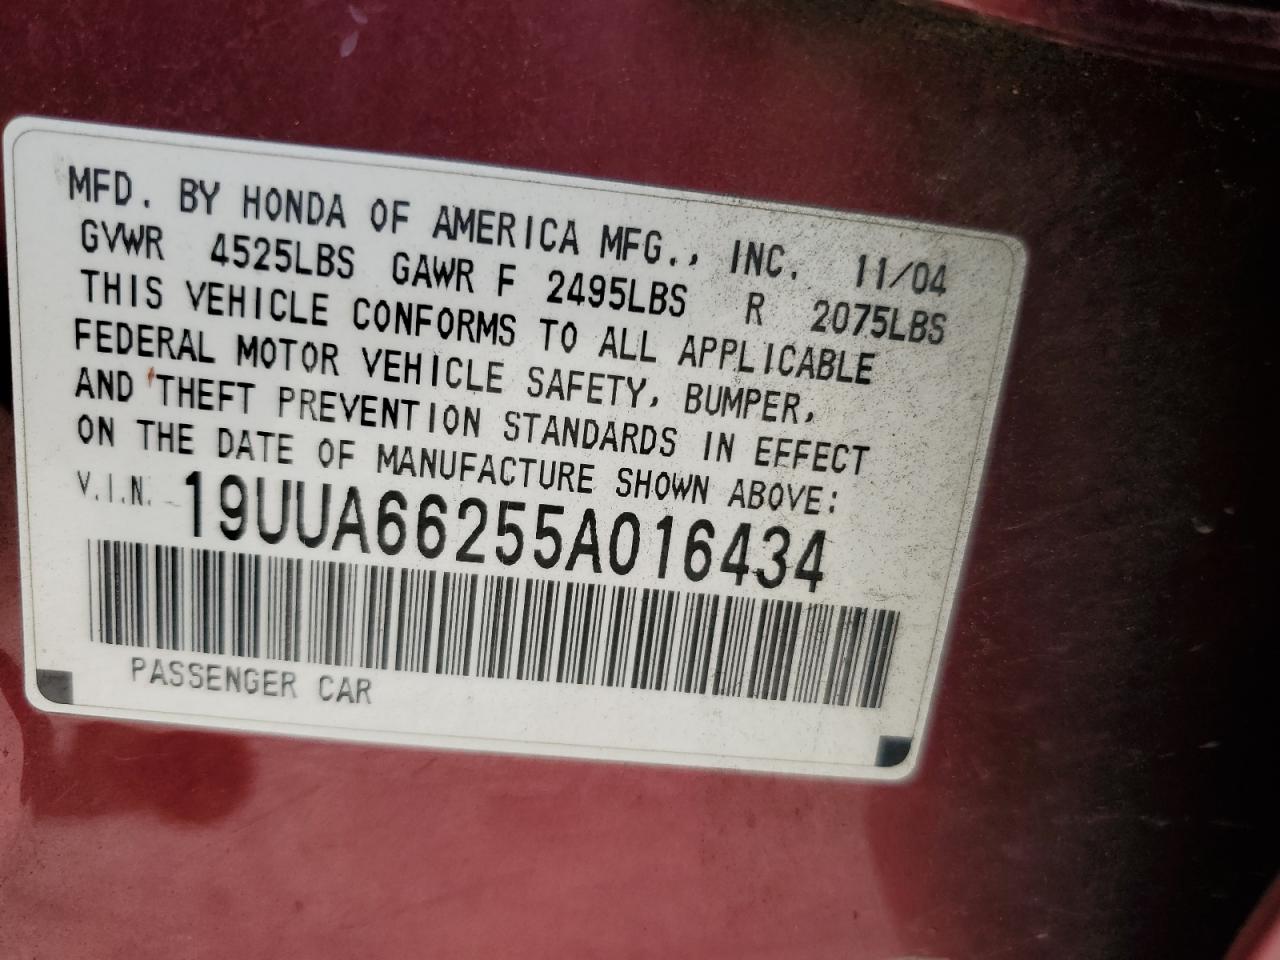 MFD. BY HONDA OF AMERICA MFG., INC. 11/04
GVWR 4525LBS GAWR F 2495LBS R 2075LBS
THIS VEHICLE CONFORMS TO ALL APPLICABLE
FEDERAL MOTOR VEHICLE SAFETY, BUMPER,
AND THEFT PREVENTION STANDARDS IN EFFECT
ON THE DATE OF MANUFACTURE SHOWN ABOVE:
V.I.N. 19UUA66255A016434
PASSENGER CAR